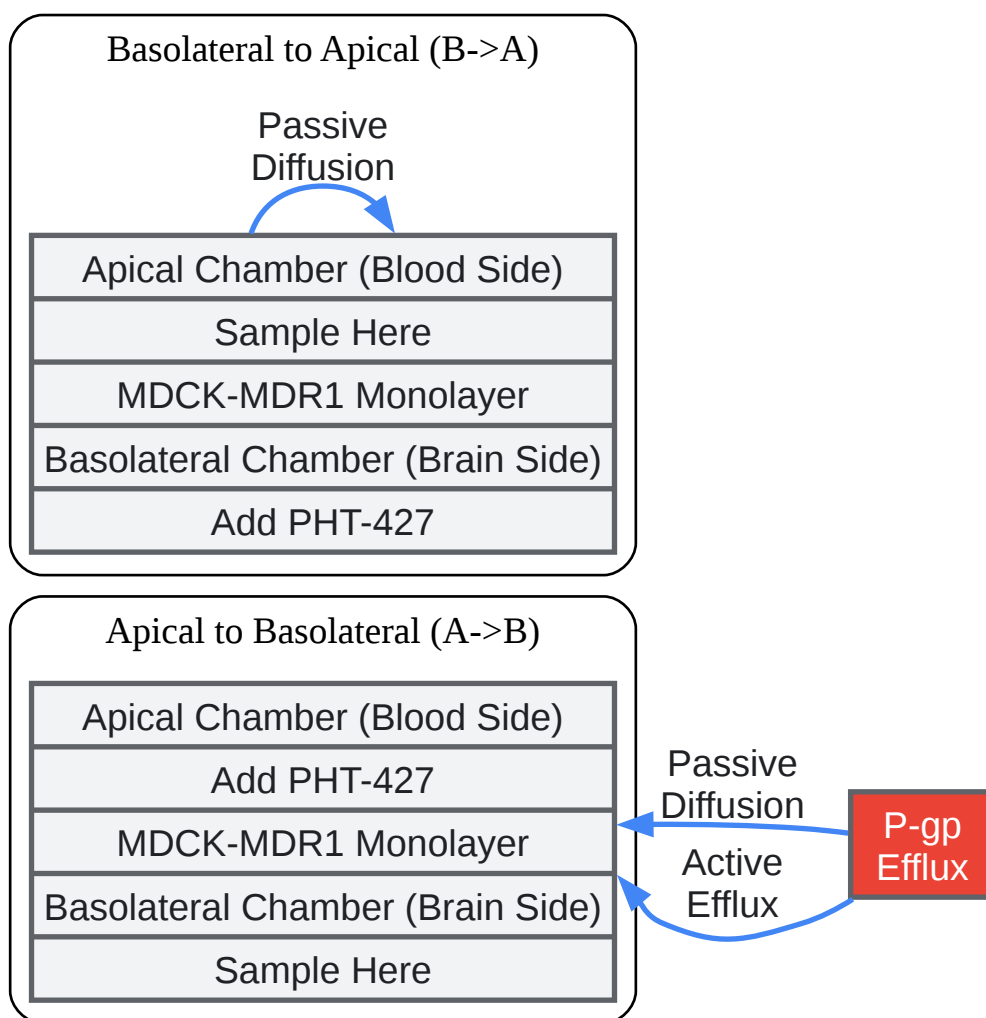 Basolateral to Apical (B->A)
Passive
Diffusion
Apical Chamber (Blood Side)
Sample Here
MDCK-MDR1 Monolayer
Basolateral Chamber (Brain Side)
Add PHT-427
Apical to Basolateral (A->B)
Apical Chamber (Blood Side)
Add PHT-427
MDCK-MDR1 Monolayer
Basolateral Chamber (Brain Side)
Sample Here
Passive
Diffusion
Active
Efflux
P-gp
Efflux